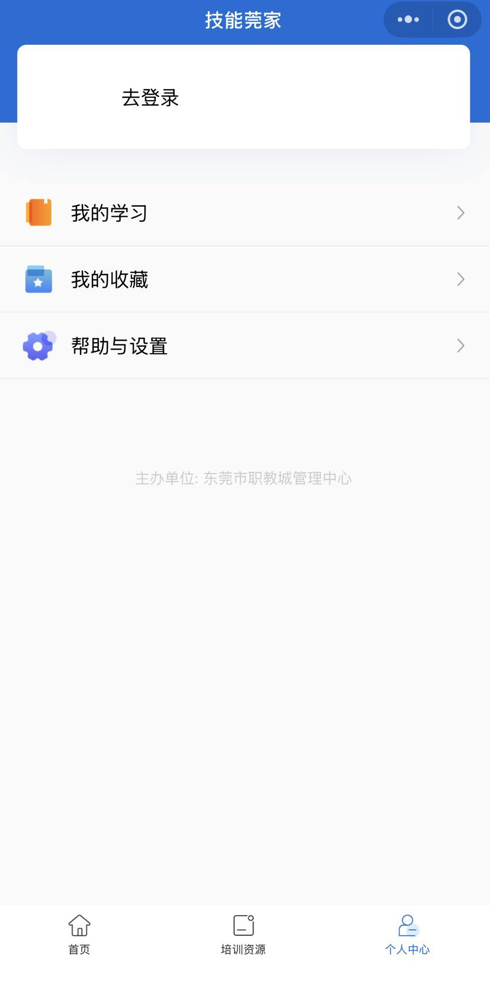 技能莞家
去登录
我的学习
我的收藏
帮助与设置
主办单位: 东莞市职教城管理中心
首页
培训资源
个人中心